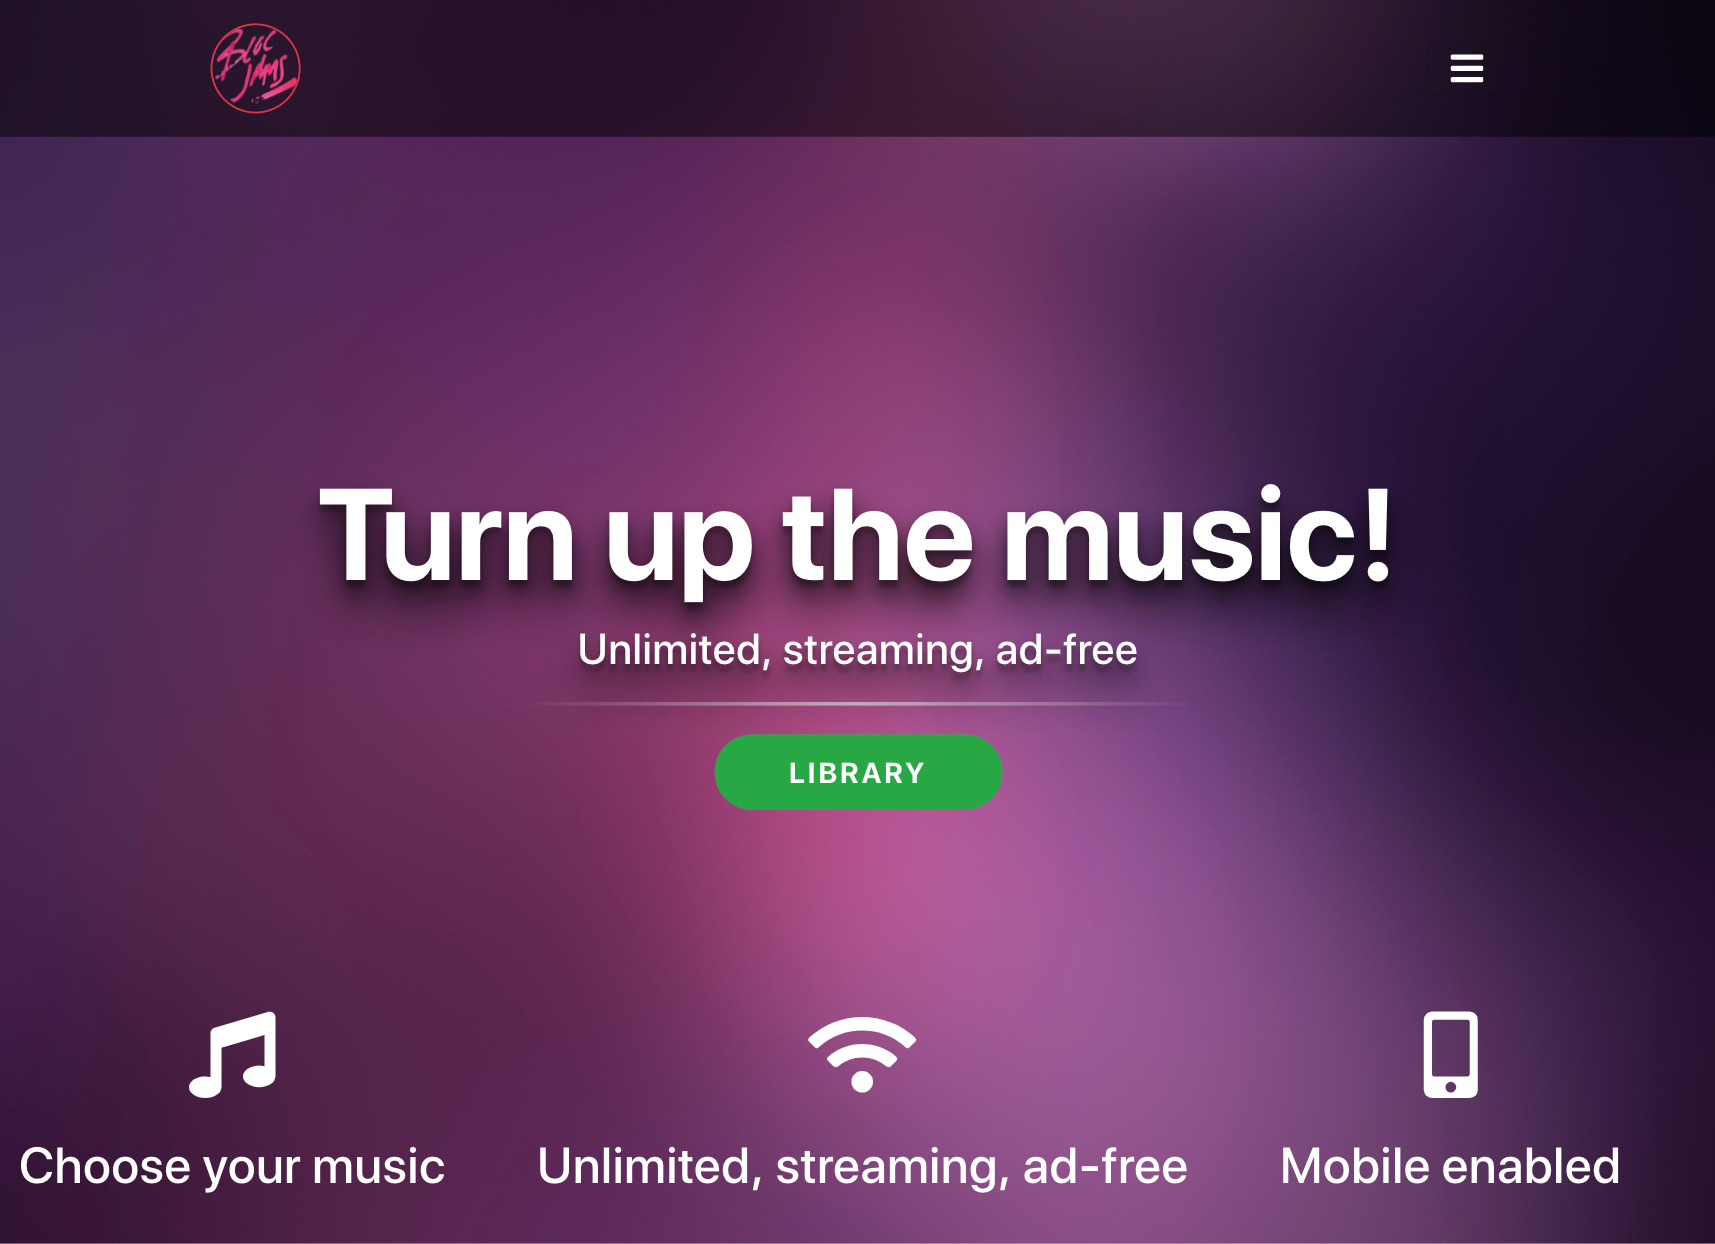 Bloc
Jams
Turn up the music!
Unlimited, streaming, ad-free
LIBRARY
Choose your music
Unlimited, streaming, ad-free
Mobile enabled